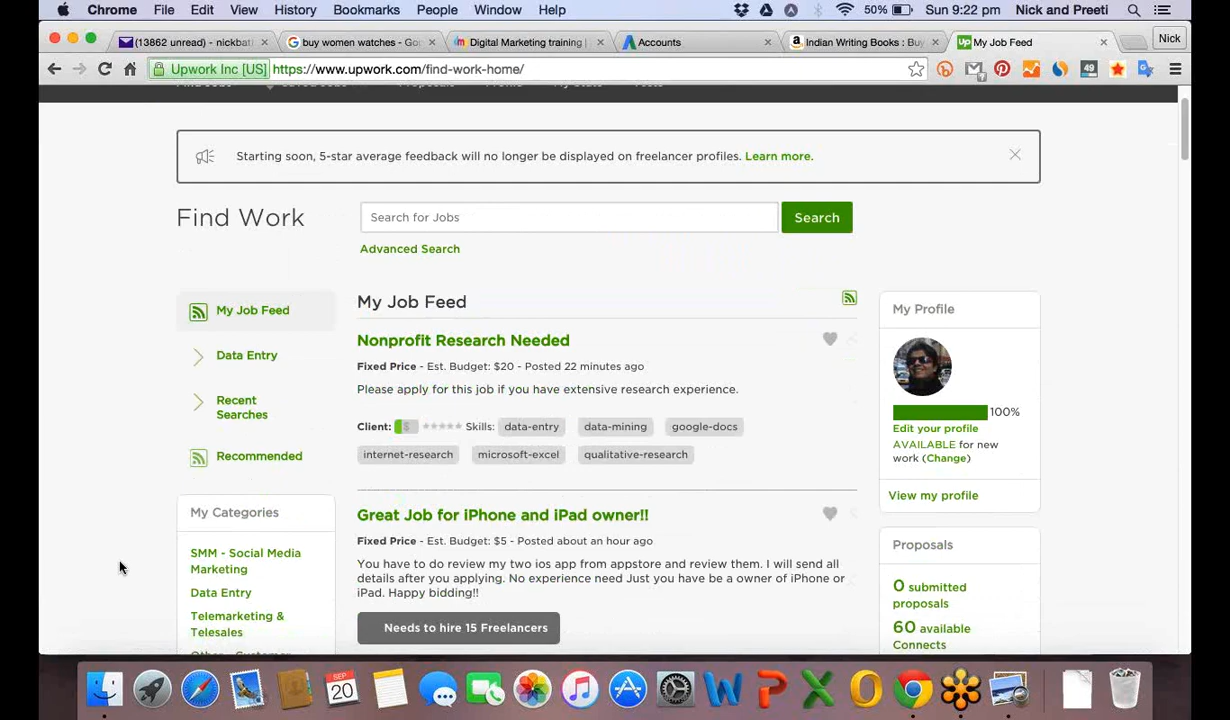 Chrome File Edit View History Bookmarks People Window Help 50% Sun 9:22 pm Nick and Preeti
(13862 unread) - nickbat buy women watches - Go Digital Marketing training | Accounts Indian Writing Books : Buy My Job Feed Nick
Upwork Inc [US] https://www.upwork.com/find-work-home/ 49
Starting soon, 5-star average feedback will no longer be displayed on freelancer profiles. Learn more.
Find Work
Search for Jobs
Search
Advanced Search
My Job Feed
Data Entry
Recent
Searches
Recommended
My Categories
SMM - Social Media
Marketing
Data Entry
Telemarketing &
Telesales
My Job Feed
Nonprofit Research Needed
Fixed Price - Est. Budget: $20 - Posted 22 minutes ago
Please apply for this job if you have extensive research experience.
Client: $ Skills: data-entry data-mining google-docs
internet-research microsoft-excel qualitative-research
Great Job for iPhone and iPad owner!!
Fixed Price - Est. Budget: $5 - Posted about an hour ago
You have to do review my two ios app from appstore and review them. I will send all
details after you applying. No experience need Just you have be a owner of iPhone or
iPad. Happy bidding!!
Needs to hire 15 Freelancers
My Profile
100%
Edit your profile
AVAILABLE for new
work (Change)
View my profile
Proposals
0 submitted
proposals
60 available
Connects
SEP
20